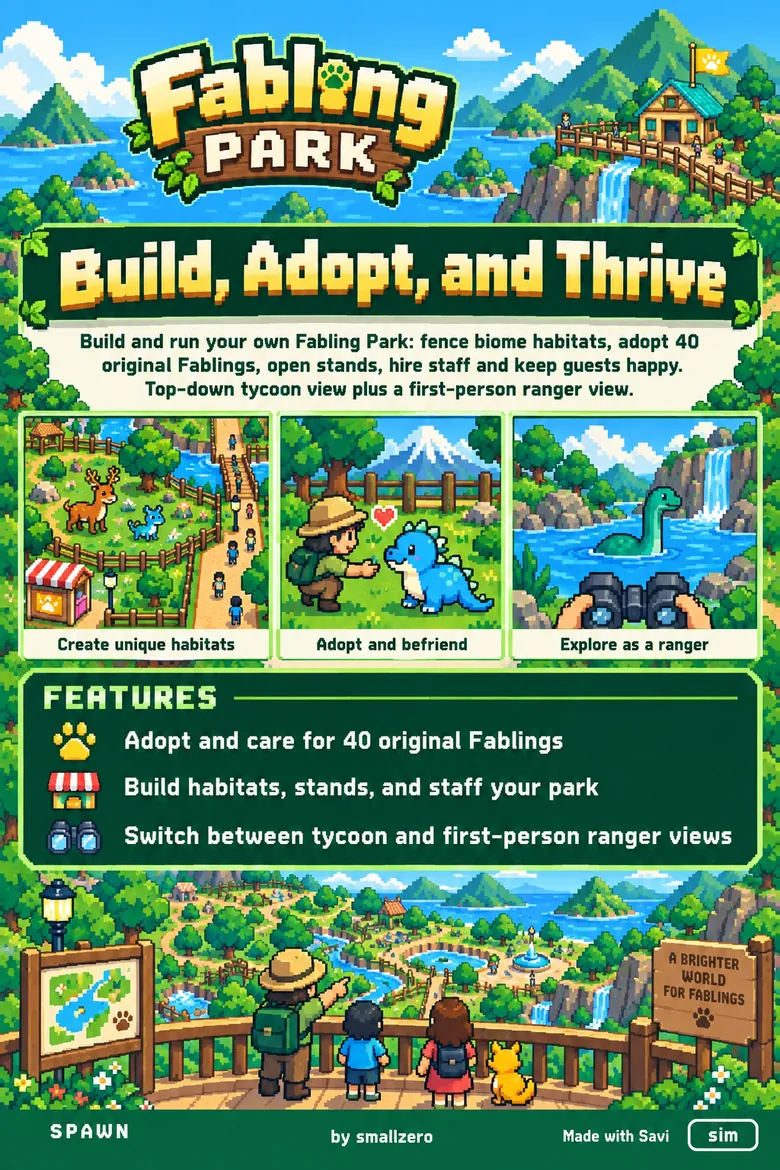 Fabling
PARK
Build, Adopt, and Thrive
Build and run your own Fabling Park: fence biome habitats, adopt 40
original Fablings, open stands, hire staff and keep guests happy.
Top-down tycoon view plus a first-person ranger view.
Create unique habitats
Adopt and befriend
Explore as a ranger
FEATURES
Adopt and care for 40 original Fablings
Build habitats, stands, and staff your park
Switch between tycoon and first-person ranger views
A BRIGHTER
WORLD
FOR FABLINGS
SPAWN
by smallzero
Made with Savi
sim